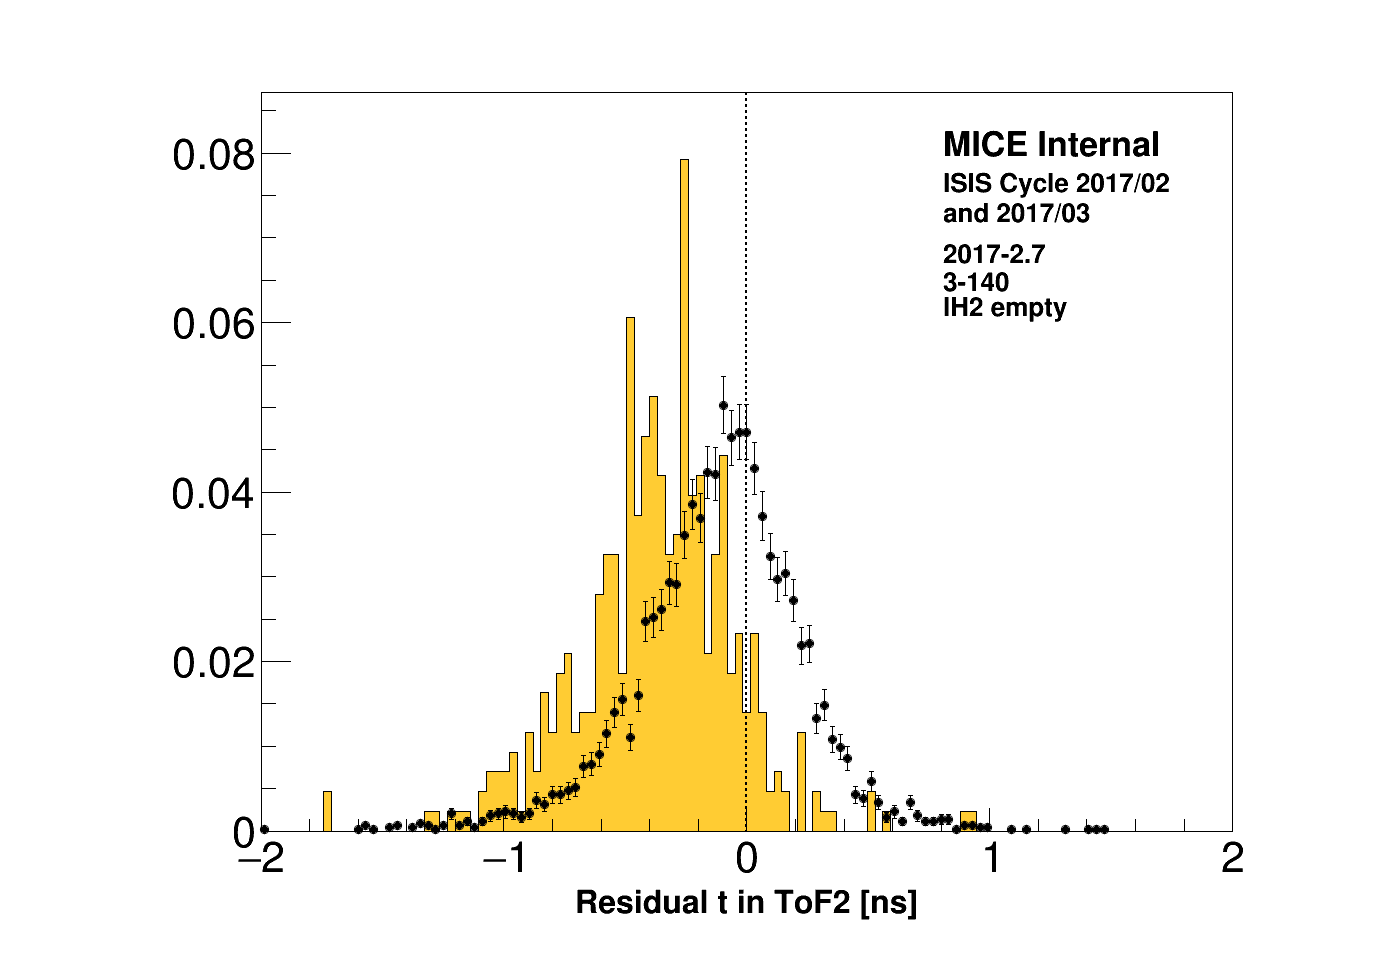 MICE Internal
ISIS Cycle 2017/02
and 2017/03
2017-2.7
3-140
IH2 empty
0.08
0.06
0.04
0.02
0
−2 −1 0 1 2
Residual t in ToF2 [ns]